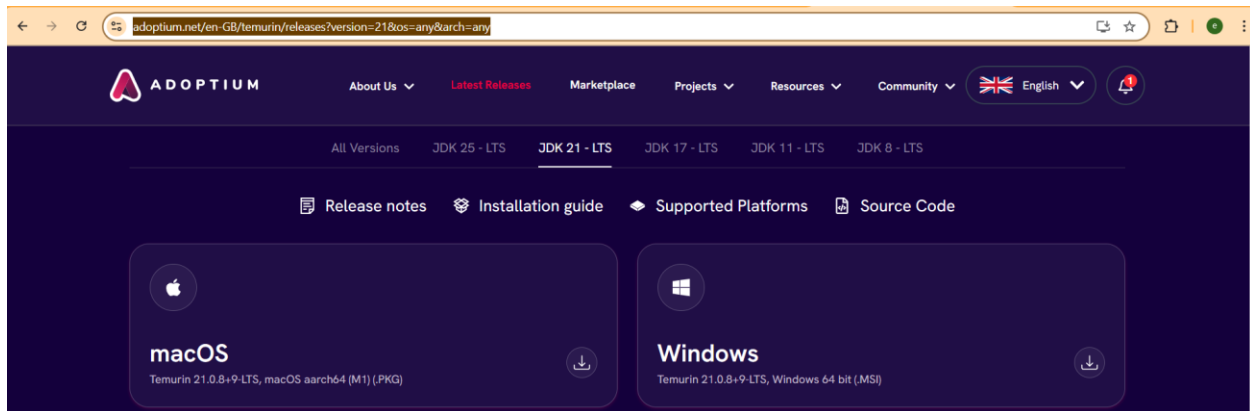 adoptium.net/en-GB/temurin/releases?version=21&os=any&arch=any
e
ADOPTIUM
About Us
Latest Releases
Marketplace
Projects
Resources
Community
English
1
All Versions
JDK 25 - LTS
JDK 21 - LTS
JDK 17 - LTS
JDK 11 - LTS
JDK 8 - LTS
Release notes
Installation guide
Supported Platforms
Source Code
macOS
Temurin 21.0.8+9-LTS, macOS aarch64 (M1) (.PKG)
Windows
Temurin 21.0.8+9-LTS, Windows 64 bit (.MSI)